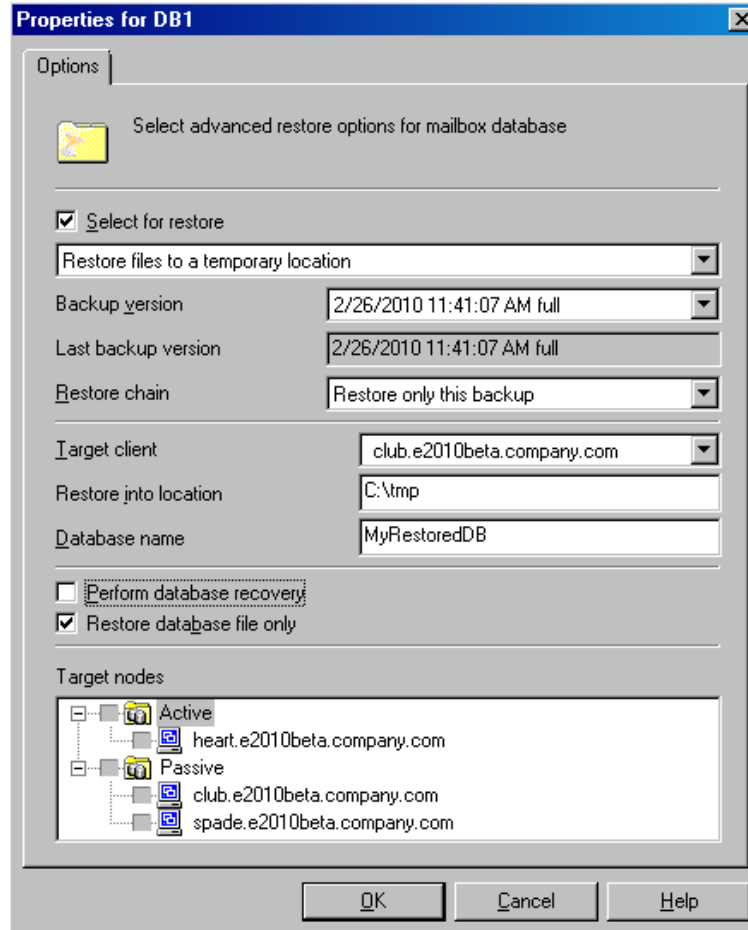 Properties for DB1
Options
Select advanced restore options for mailbox database
Select for restore
Restore files to a temporary location
Backup version 2/26/2010 11:41:07 AM full
Last backup version 2/26/2010 11:41:07 AM full
Restore chain Restore only this backup
Target client club.e2010beta.company.com
Restore into location C:\tmp
Database name MyRestoredDB
Perform database recovery
Restore database file only
Target nodes
Active
heart.e2010beta.company.com
Passive
club.e2010beta.company.com
spade.e2010beta.company.com
OK Cancel Help